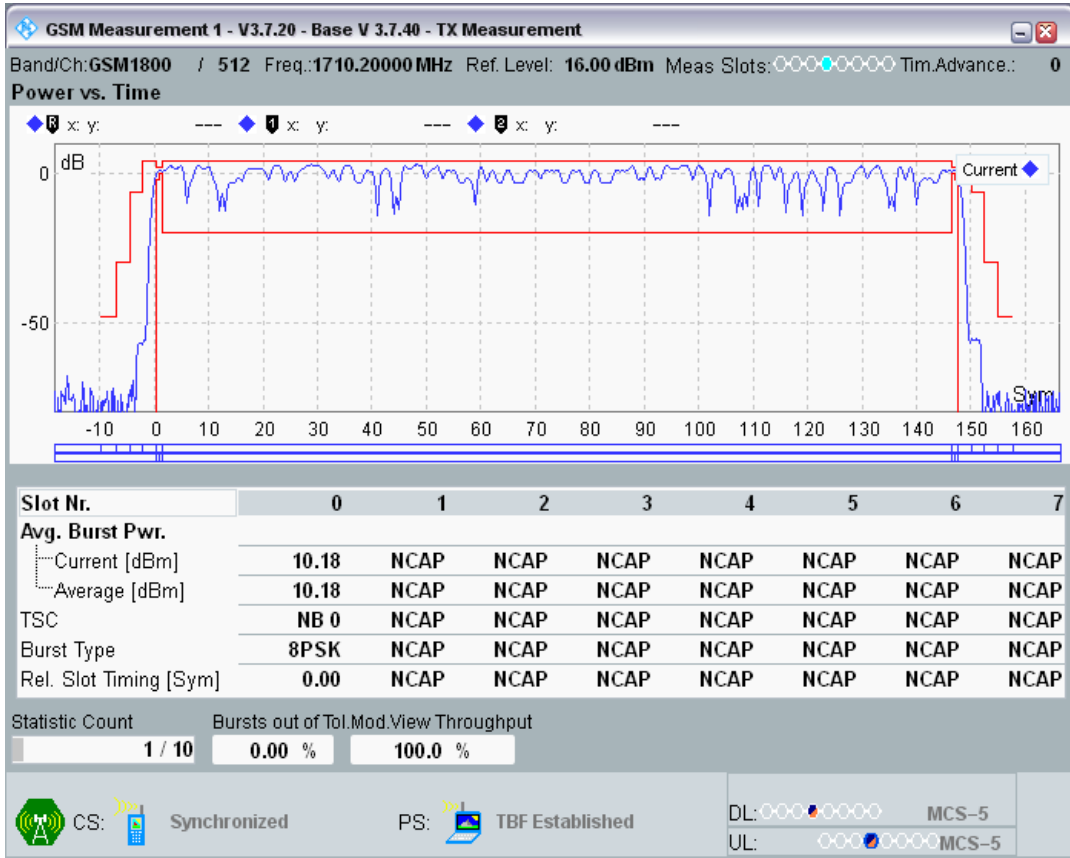 GSM Measurement 1 - V3.7.20 - Base V 3.7.40 - TX Measurement
Band/Ch:GSM1800 / 512 Freq.:1710.20000 MHz Ref. Level: 16.00 dBm Meas Slots: Tim.Advance.: 0
Power vs. Time
R x: y: --- 1 x: y: --- 2 x: y: ---
dB
0
Current
-50
Sym
-10 0 10 20 30 40 50 60 70 80 90 100 110 120 130 140 150 160
Slot Nr. 0 1 2 3 4 5 6 7
Avg. Burst Pwr.
Current [dBm] 10.18 NCAP NCAP NCAP NCAP NCAP NCAP NCAP
Average [dBm] 10.18 NCAP NCAP NCAP NCAP NCAP NCAP NCAP
TSC NB 0 NCAP NCAP NCAP NCAP NCAP NCAP NCAP
Burst Type 8PSK NCAP NCAP NCAP NCAP NCAP NCAP NCAP
Rel. Slot Timing [Sym] 0.00 NCAP NCAP NCAP NCAP NCAP NCAP NCAP
Statistic Count Bursts out of Tol. Mod.View Throughput
1 / 10 0.00 % 100.0 %
CS: Synchronized PS: TBF Established
DL: MCS-5
UL: MCS-5